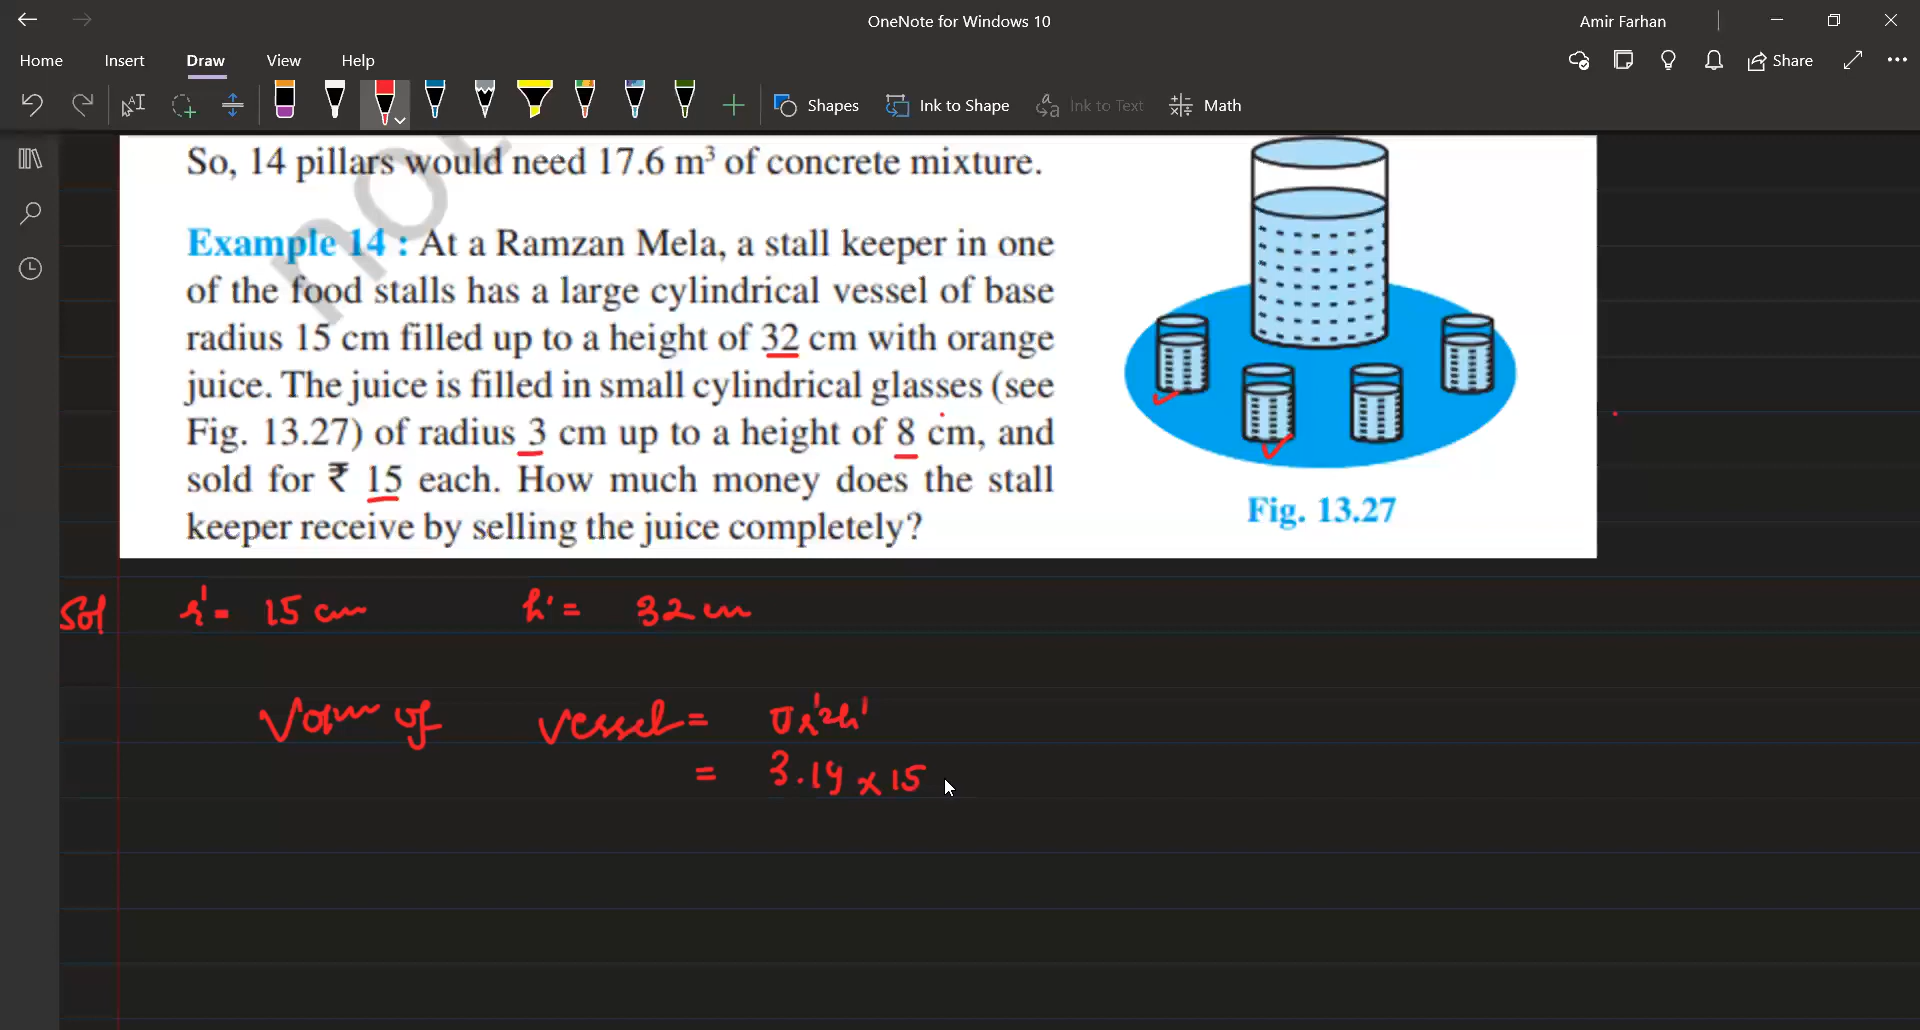 OneNote for Windows 10
Amir Farhan
Home Insert Draw View Help
Share
Shapes Ink to Shape Ink to Text Math
So, 14 pillars would need 17.6 m³ of concrete mixture.
Example 14 : At a Ramzan Mela, a stall keeper in one
of the food stalls has a large cylindrical vessel of base
radius 15 cm filled up to a height of 32 cm with orange
juice. The juice is filled in small cylindrical glasses (see
Fig. 13.27) of radius 3 cm up to a height of 8 cm, and
sold for ₹ 15 each. How much money does the stall
keeper receive by selling the juice completely?
Fig. 13.27
Sol r' = 15 cm h' = 32 cm
of vessel = πr'²h'
= 3.14 × 15